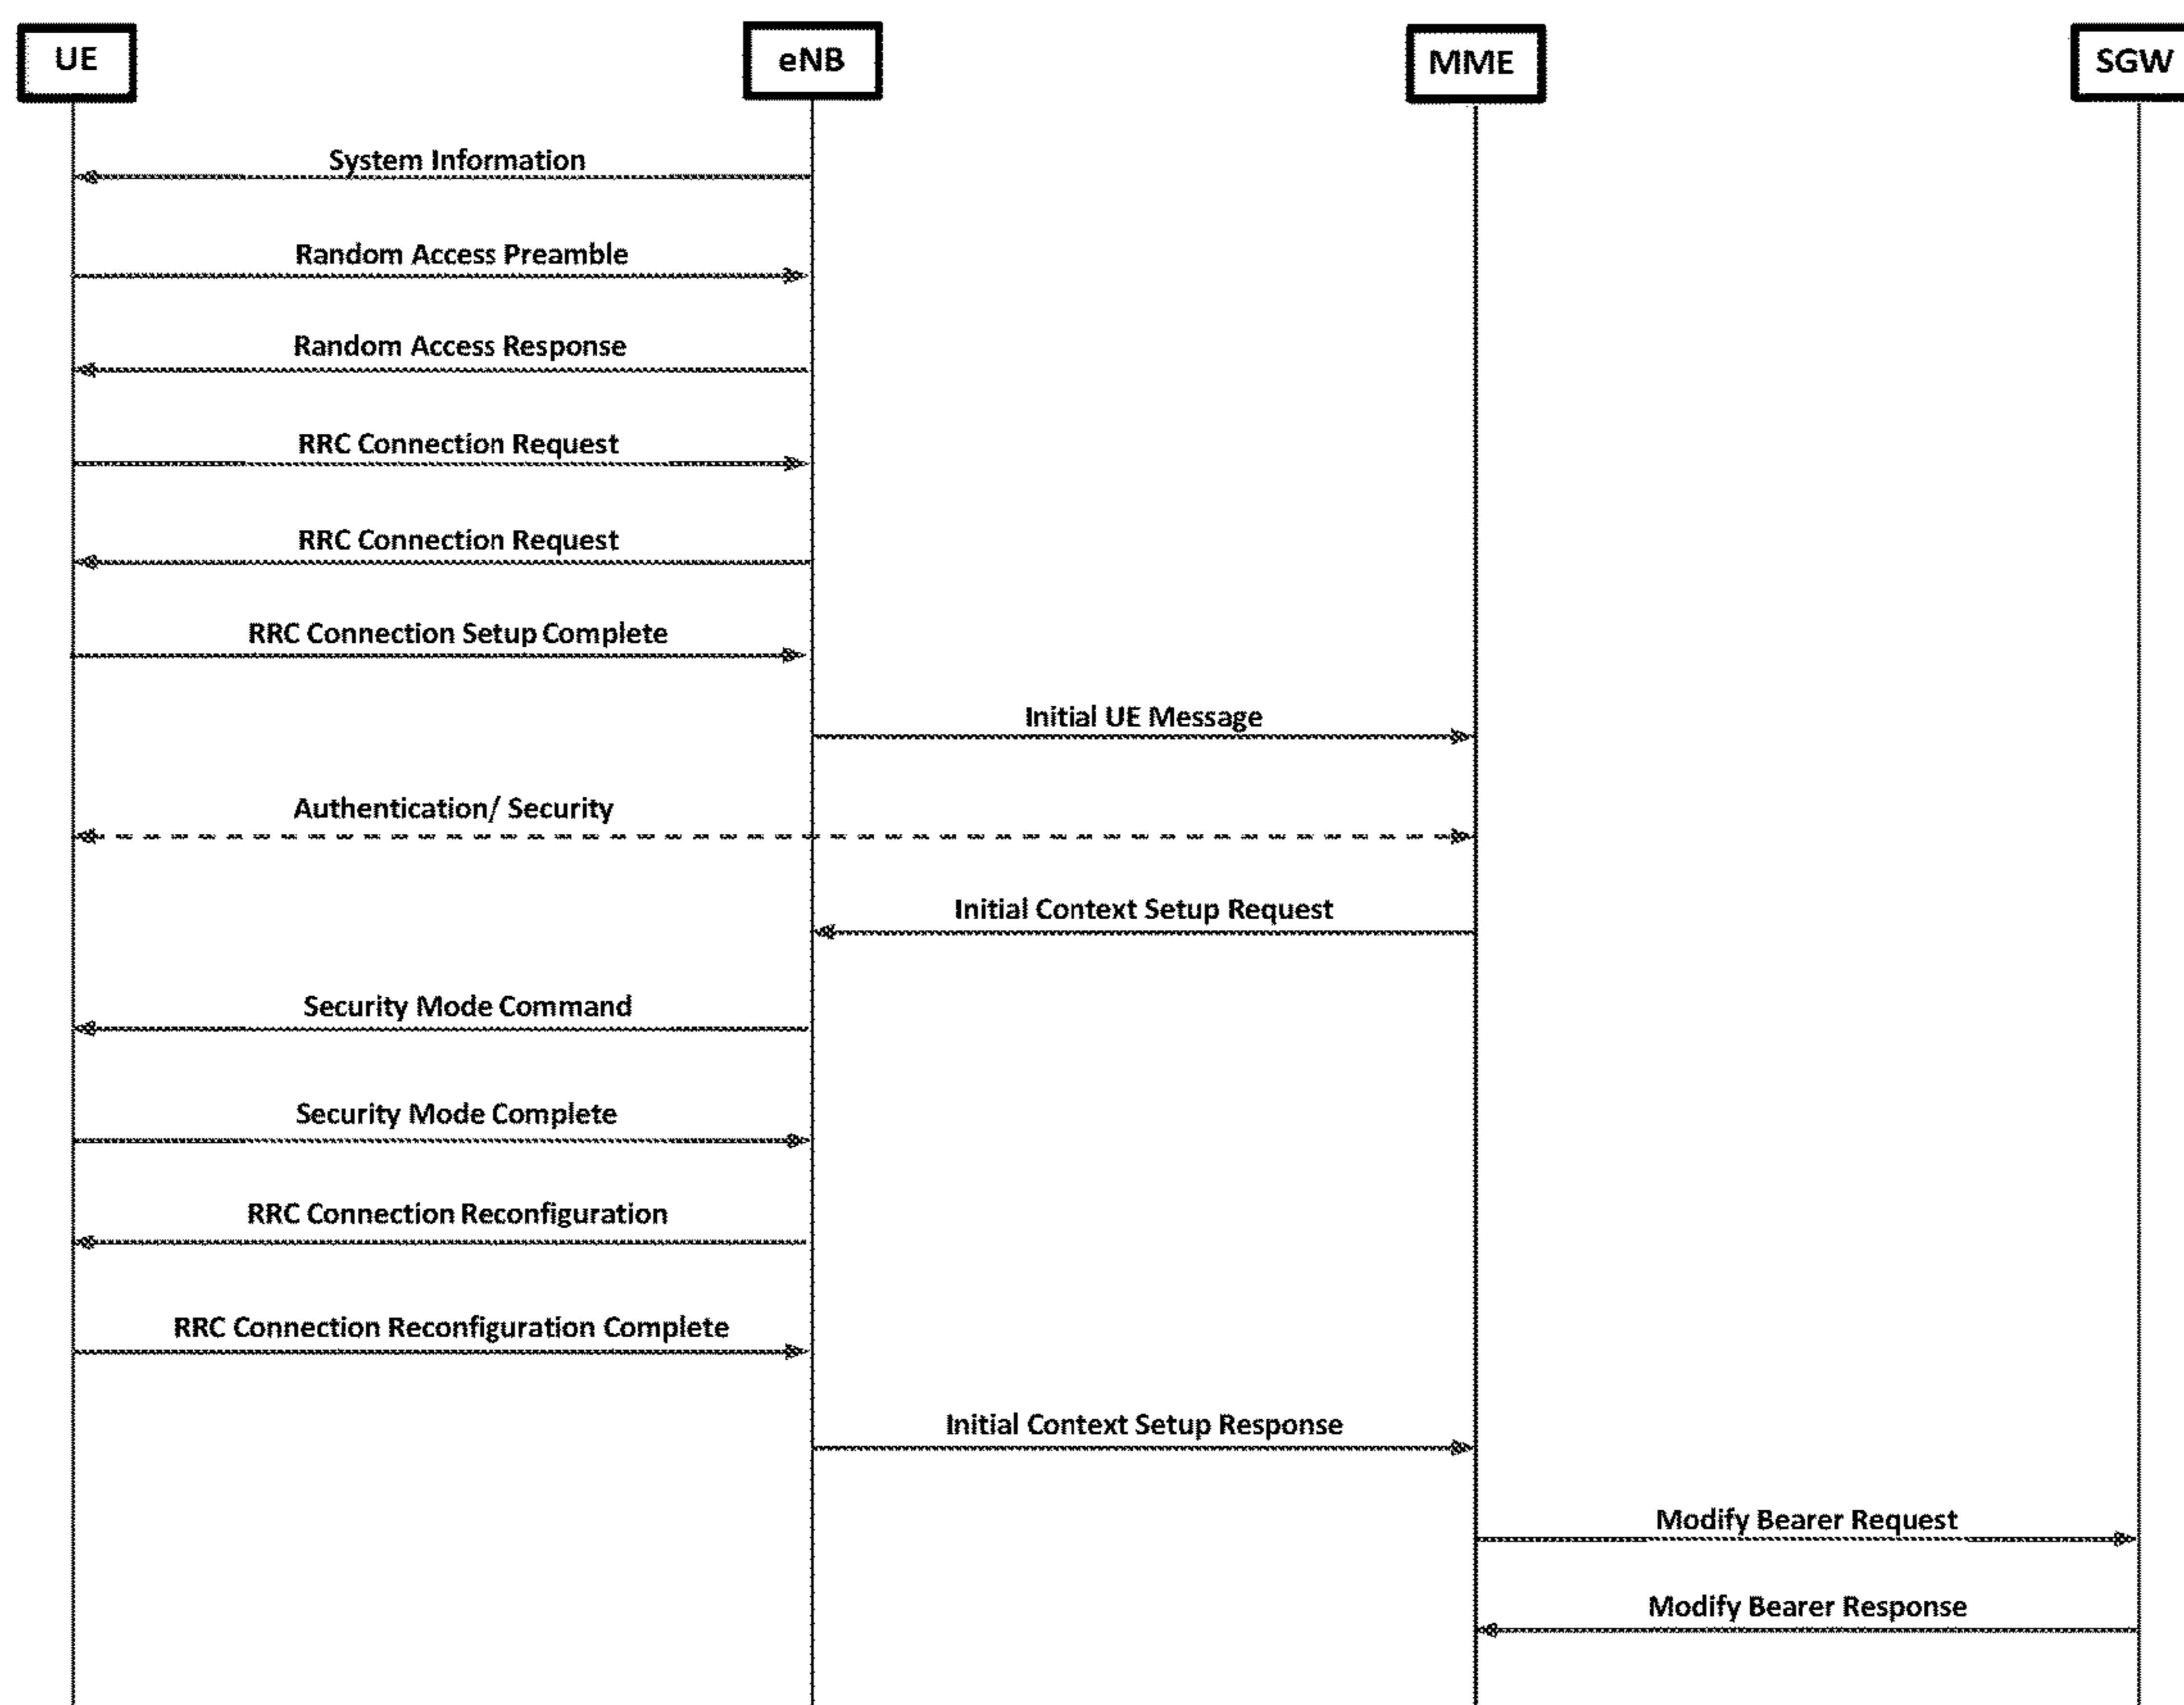 UE
eNB
MME
SGW
System Information
Random Access Preamble
Random Access Response
RRC Connection Request
RRC Connection Request
RRC Connection Setup Complete
Initial UE Message
Authentication/ Security
Initial Context Setup Request
Security Mode Command
Security Mode Complete
RRC Connection Reconfiguration
RRC Connection Reconfiguration Complete
Initial Context Setup Response
Modify Bearer Request
Modify Bearer Response